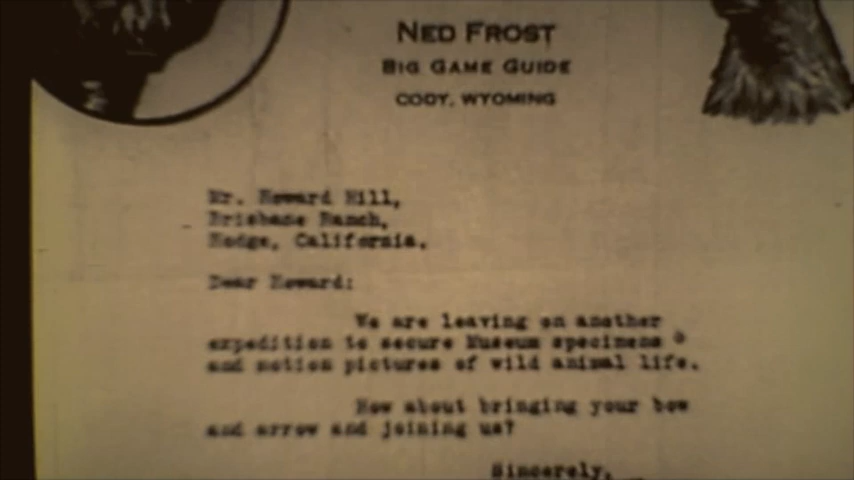 NED FROST
BIG GAME GUIDE
CODY, WYOMING
Mr. Howard Hill,
Brisbane Ranch,
Hodge, California.
Dear Howard:
We are leaving on another
expedition to secure Museum specimens
and motion pictures of wild animal life.
How about bringing your bow
and arrow and joining us?
Sincerely,